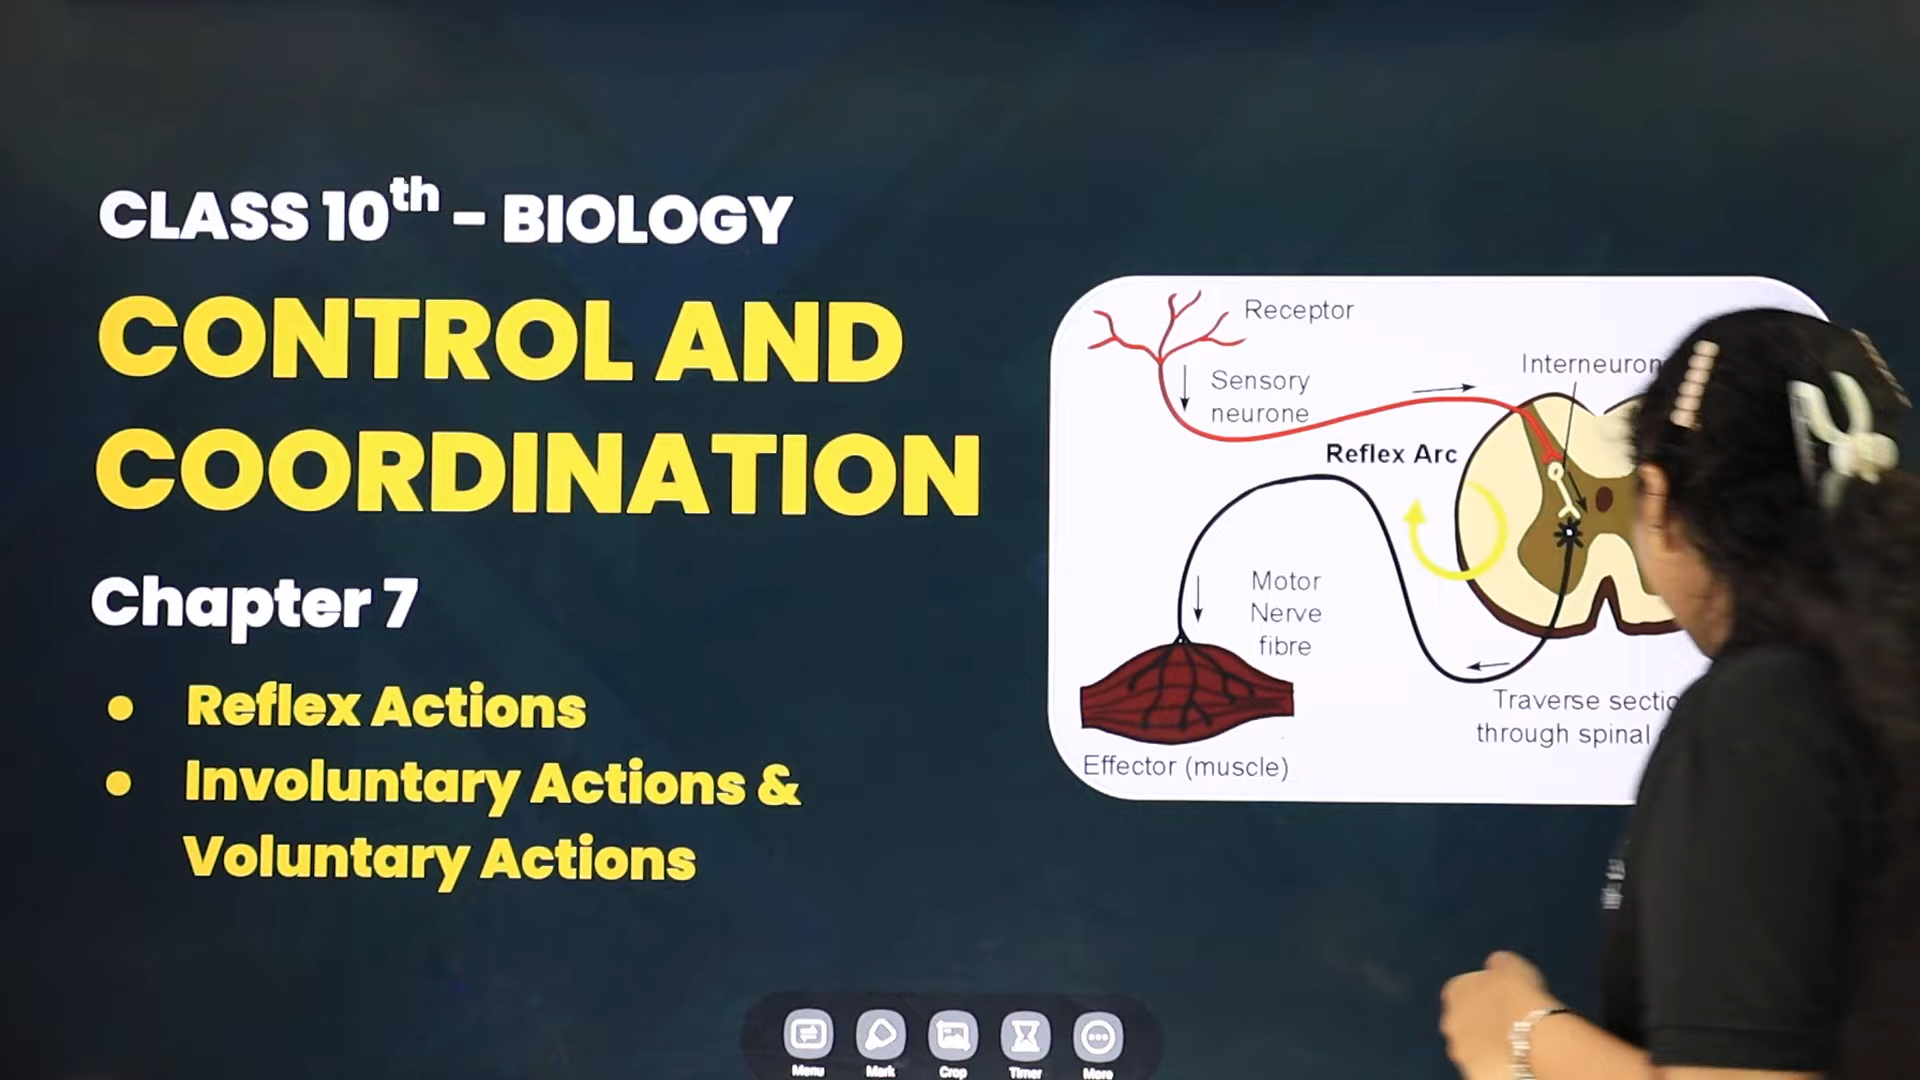 CLASS 10th - BIOLOGY
CONTROL AND
COORDINATION
Chapter 7
• Reflex Actions
• Involuntary Actions &
Voluntary Actions
Receptor
Sensory
neurone
Interneuron
Reflex Arc
Motor
Nerve
fibre
Traverse sectio
through spinal
Effector (muscle)
Menu
Mark
Crop
Timer
More